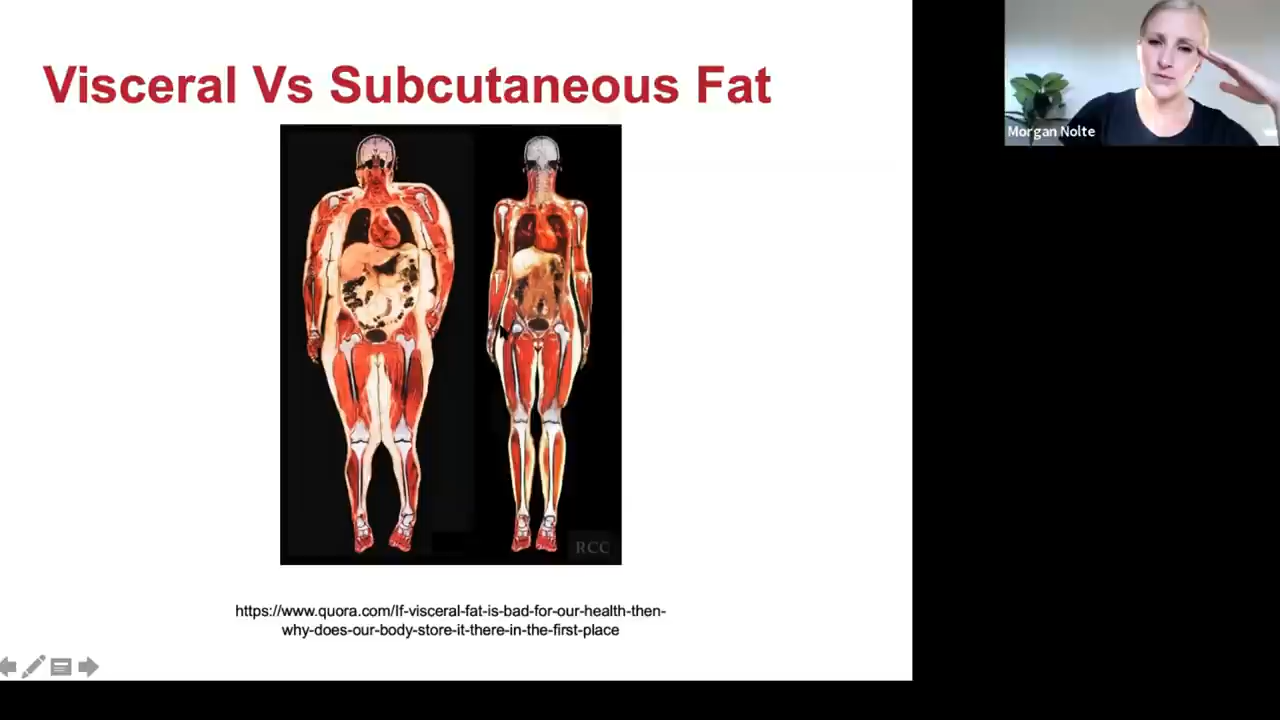 Visceral Vs Subcutaneous Fat
Morgan Nolte
RCC
https://www.quora.com/If-visceral-fat-is-bad-for-our-health-then-
why-does-our-body-store-it-there-in-the-first-place